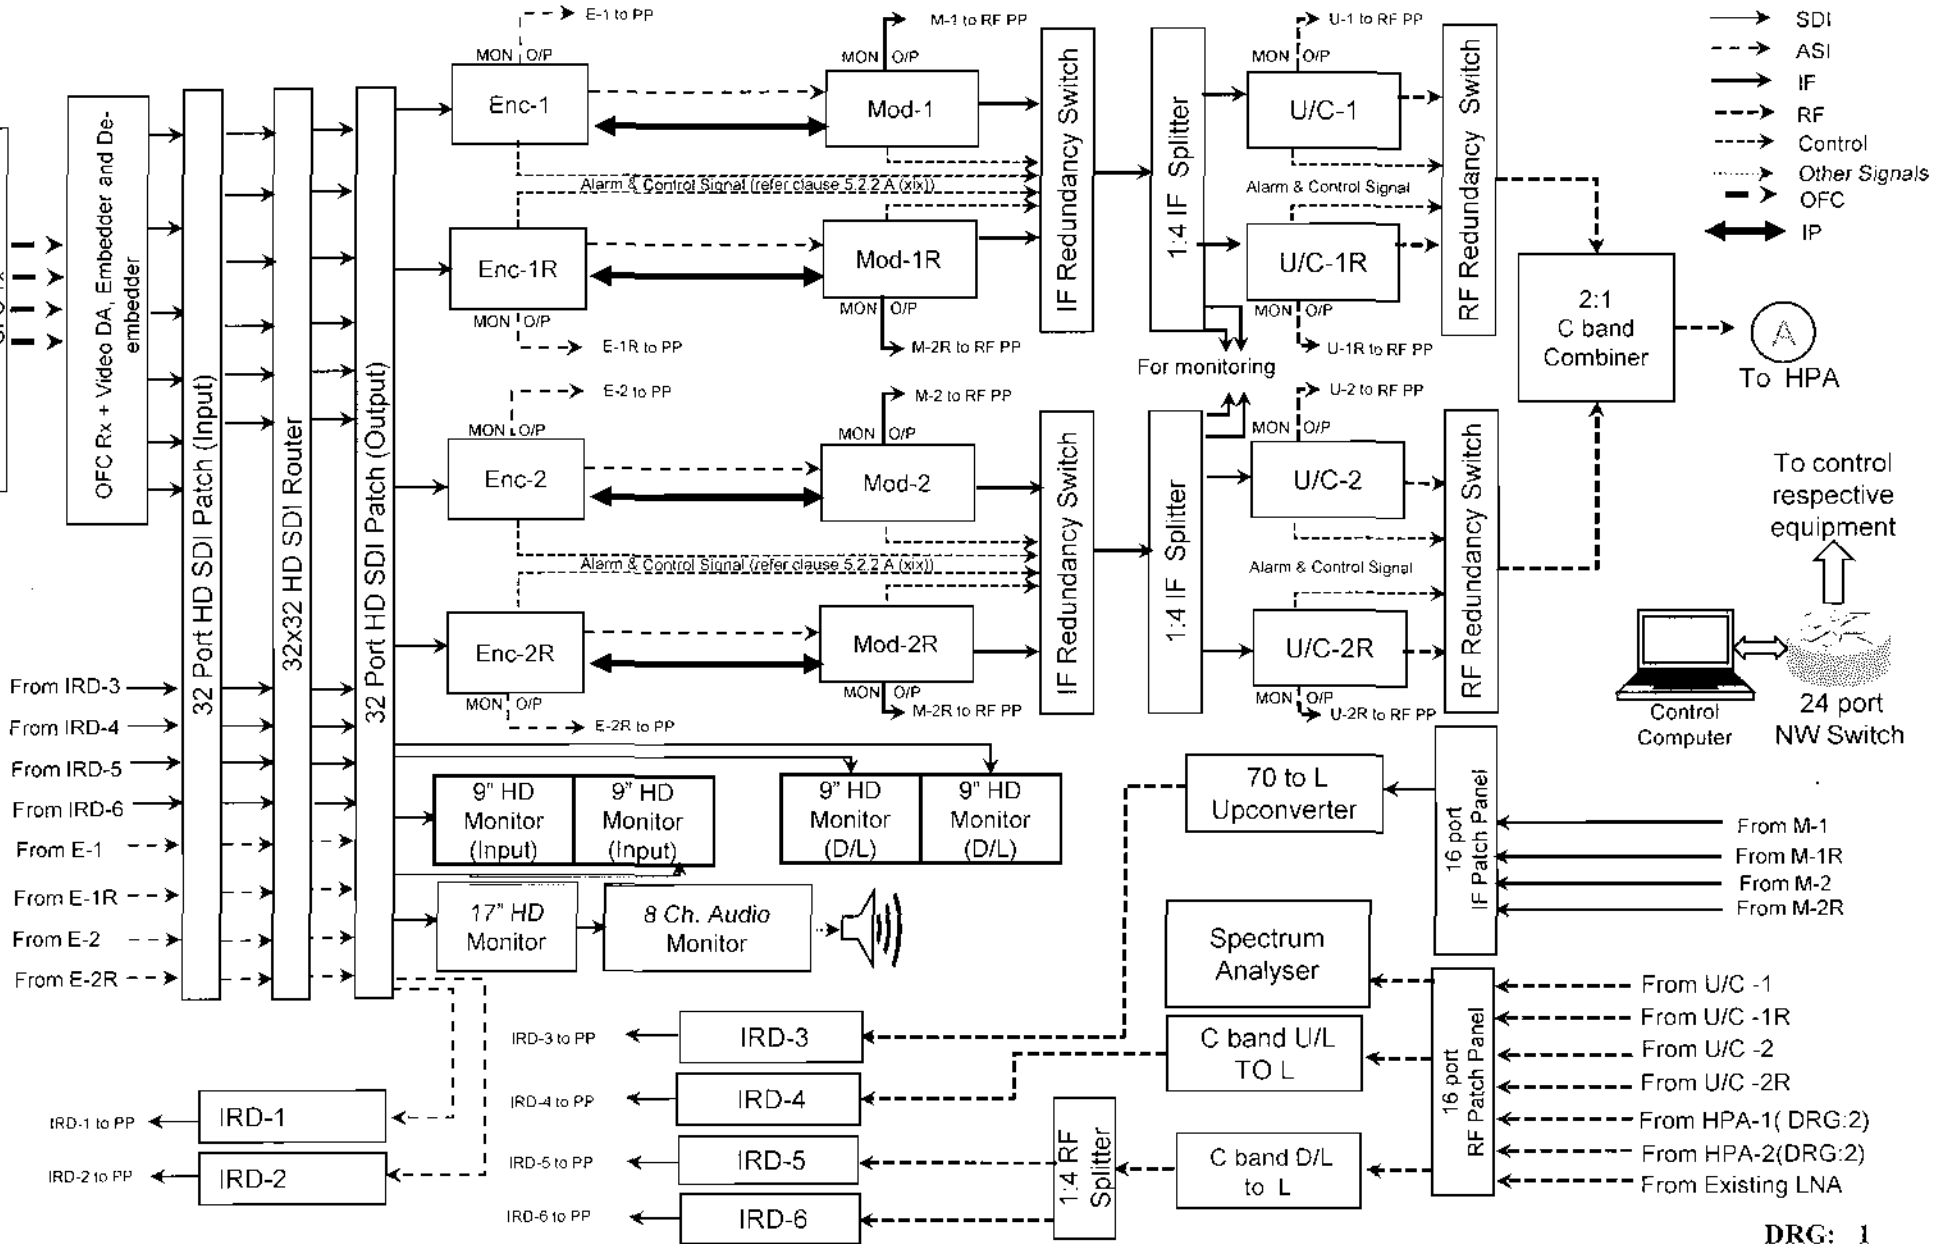 E-1 to PP
M-1 to RF PP
U-1 to RF PP
SDI
ASI
IF
RF
Control
Other Signals
OFC
IP
MON O/P
MON O/P
MON O/P
OFC Rx + Video DA, Embedder and De-
embedder
32 Port HD SDI Patch (Input)
32x32 HD SDI Router
32 Port HD SDI Patch (Output)
Enc-1
Mod-1
IF Redundancy Switch
1:4 IF Splitter
U/C-1
RF Redundancy Switch
Alarm & Control Signal (refer clause 5.2.2 A (xix))
Alarm & Control Signal
Enc-1R
Mod-1R
U/C-1R
MON O/P
MON O/P
MON O/P
E-1R to PP
M-2R to RF PP
U-1R to RF PP
2:1
C band
Combiner
A
To HPA
For monitoring
E-2 to PP
M-2 to RF PP
U-2 to RF PP
MON O/P
MON O/P
MON O/P
Enc-2
Mod-2
IF Redundancy Switch
1:4 IF Splitter
U/C-2
RF Redundancy Switch
To control
respective
equipment
Alarm & Control Signal (refer clause 5.2.2 A (xix))
Alarm & Control Signal
Enc-2R
Mod-2R
U/C-2R
MON O/P
MON O/P
MON O/P
E-2R to PP
M-2R to RF PP
U-2R to RF PP
Control
Computer
24 port
NW Switch
From IRD-3
From IRD-4
From IRD-5
From IRD-6
From E-1
From E-1R
From E-2
From E-2R
9" HD
Monitor
(Input)
9" HD
Monitor
(Input)
9" HD
Monitor
(D/L)
9" HD
Monitor
(D/L)
17" HD
Monitor
8 Ch. Audio
Monitor
70 to L
Upconverter
16 port
IF Patch Panel
From M-1
From M-1R
From M-2
From M-2R
Spectrum
Analyser
C band U/L
TO L
C band D/L
to L
16 port
RF Patch Panel
From U/C -1
From U/C -1R
From U/C -2
From U/C -2R
From HPA-1( DRG:2)
From HPA-2(DRG:2)
From Existing LNA
1:4 RF
Splitter
IRD-3 to PP
IRD-3
IRD-4 to PP
IRD-4
IRD-5 to PP
IRD-5
IRD-6 to PP
IRD-6
IRD-1 to PP
IRD-1
IRD-2 to PP
IRD-2
DRG: 1